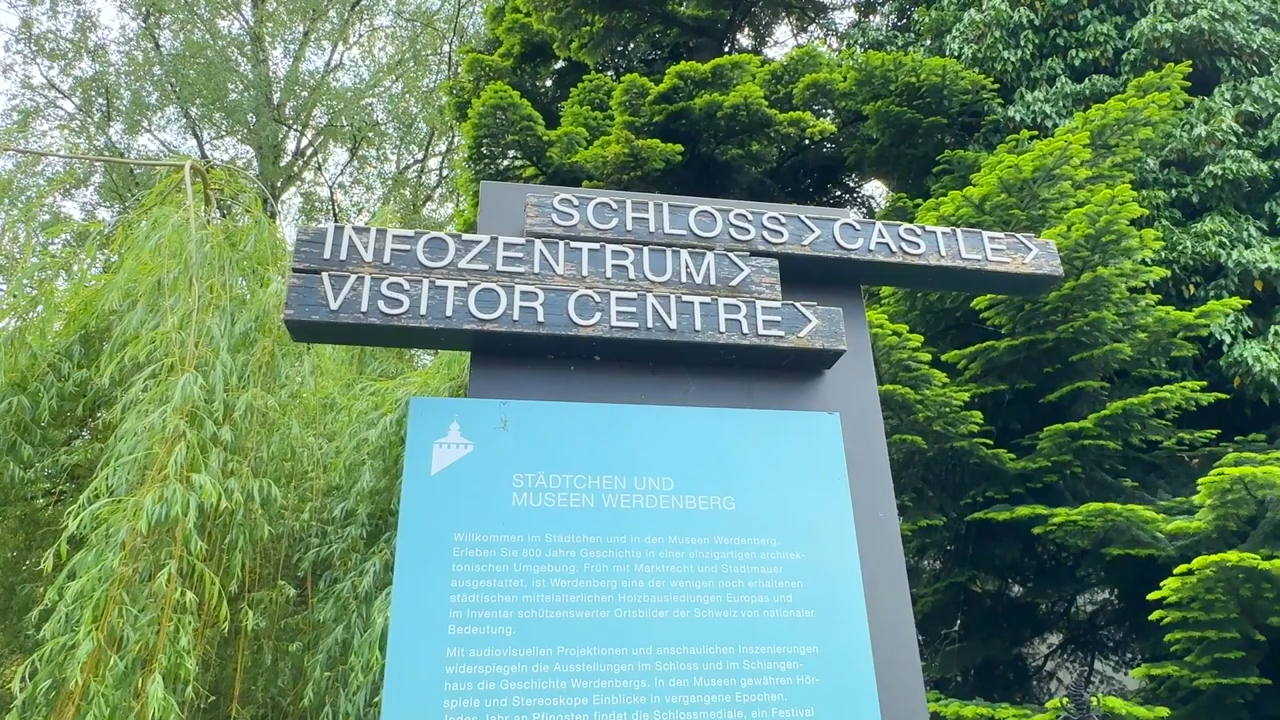 SCHLOSS > CASTLE >
INFOZENTRUM >
VISITOR CENTRE >
STÄDTCHEN UND
MUSEEN WERDENBERG
Willkommen im Städtchen und in den Museen Werdenberg.
Erleben Sie 800 Jahre Geschichte in einer einzigartigen architek-
tonischen Umgebung. Früh mit Marktrecht und Stadtmauer
ausgestattet, ist Werdenberg eine der wenigen noch erhaltenen
städtischen mittelalterlichen Holzbausiedlungen Europas und
im Inventar schützenswerter Ortsbilder der Schweiz von nationaler
Bedeutung.
Mit audiovisuellen Projektionen und anschaulichen Inszenierungen
widerspiegeln die Ausstellungen im Schloss und im Schlangen-
haus die Geschichte Werdenbergs. In den Museen gewähren Hör-
spiele und Stereoskope Einblicke in vergangene Epochen.
Jedes Jahr an Pfingsten findet die Schlossmediale, ein Festival